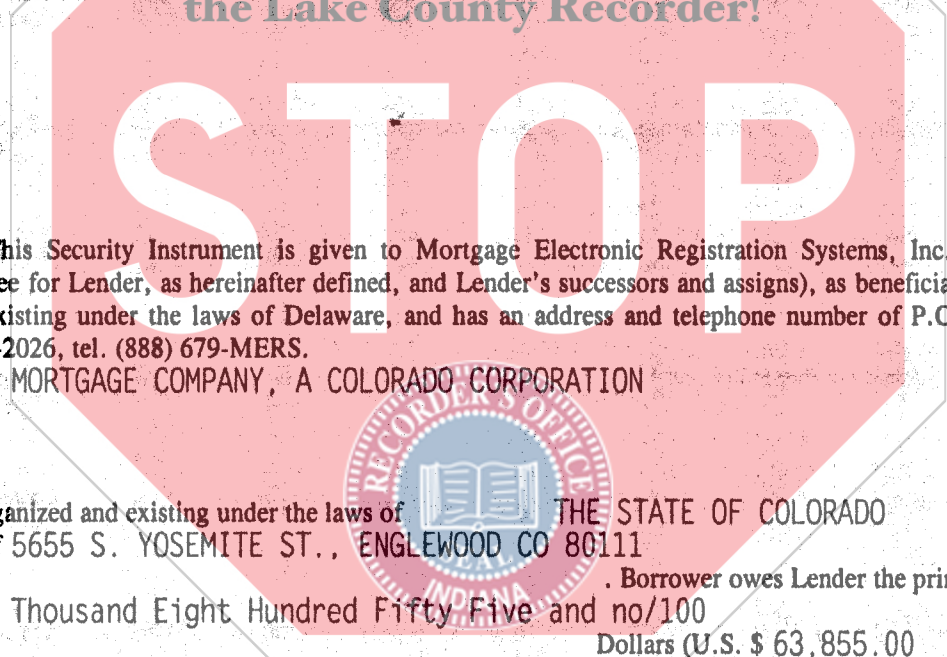 the Lake County Recorder!
STOP
his Security Instrument is given to Mortgage Electronic Registration Systems, Inc.
ee for Lender, as hereinafter defined, and Lender's successors and assigns), as beneficia
xisting under the laws of Delaware, and has an address and telephone number of P.O
-2026, tel. (888) 679-MERS.
MORTGAGE COMPANY, A COLORADO CORPORATION
RECORDER'S OFFICE
ganized and existing under the laws of THE STATE OF COLORADO
5655 S. YOSEMITE ST., ENGLEWOOD CO 80111
SEAL
INDIANA
. Borrower owes Lender the prin
Thousand Eight Hundred Fifty Five and no/100
Dollars (U.S. $ 63,855.00